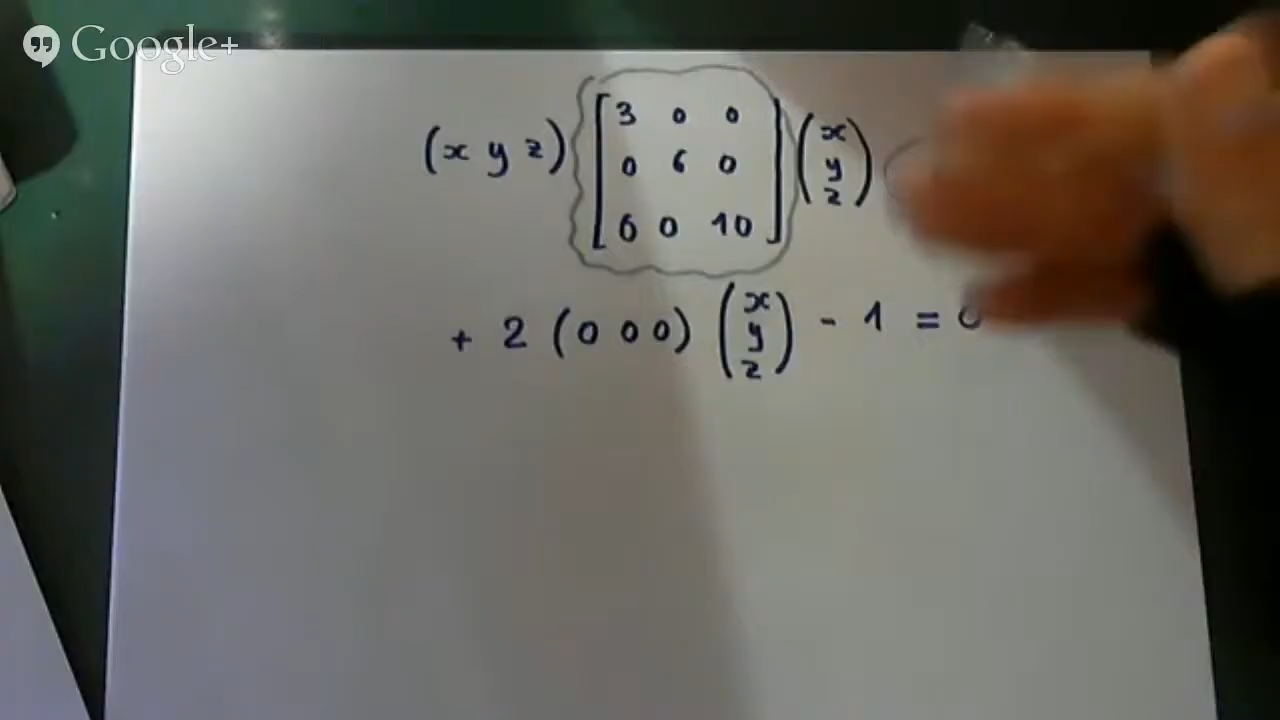 Google+
(x y z) [3 0 0
0 6 0
0 0 10] (x
y
z)
+ 2 (0 0 0) (x
y
z) - 1 = 0